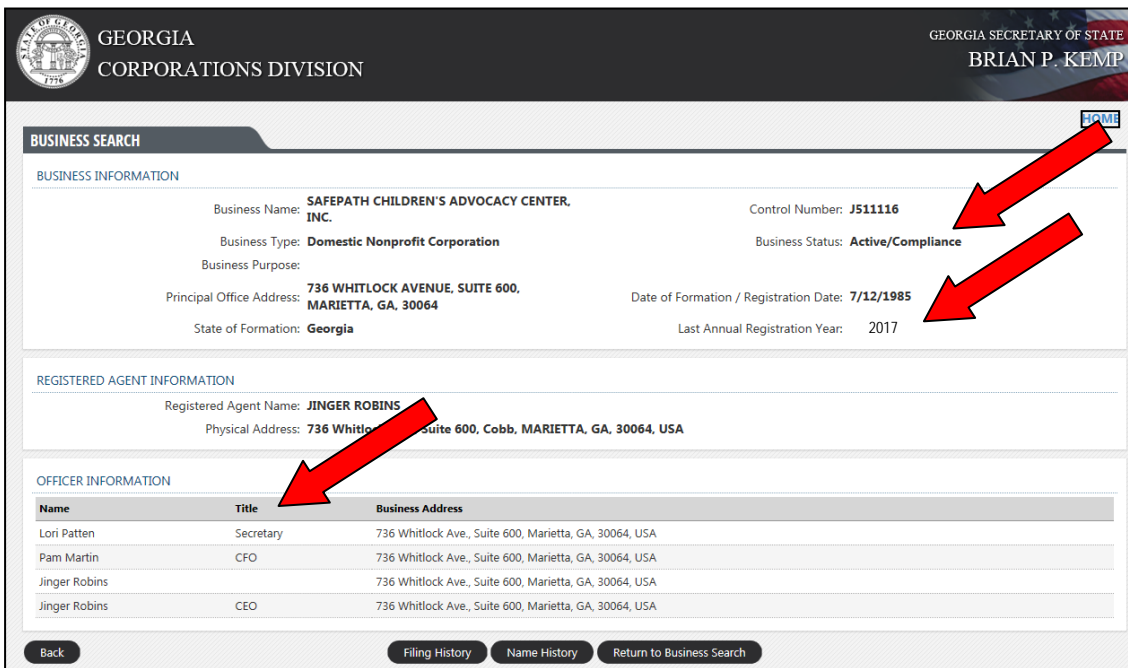 GEORGIA
CORPORATIONS DIVISION
GEORGIA SECRETARY OF STATE
BRIAN P. KEMP
HOME
BUSINESS SEARCH
BUSINESS INFORMATION
Business Name: SAFEPATH CHILDREN'S ADVOCACY CENTER, INC.
Control Number: J511116
Business Type: Domestic Nonprofit Corporation
Business Status: Active/Compliance
Business Purpose:
Principal Office Address: 736 WHITLOCK AVENUE, SUITE 600, MARIETTA, GA, 30064
Date of Formation / Registration Date: 7/12/1985
State of Formation: Georgia
Last Annual Registration Year: 2017
REGISTERED AGENT INFORMATION
Registered Agent Name: JINGER ROBINS
Physical Address: 736 Suite 600, Cobb, MARIETTA, GA, 30064, USA
OFFICER INFORMATION
Name Title Business Address
Lori Patten Secretary 736 Whitlock Ave., Suite 600, Marietta, GA, 30064, USA
Pam Martin CFO 736 Whitlock Ave., Suite 600, Marietta, GA, 30064, USA
Jinger Robins 736 Whitlock Ave., Suite 600, Marietta, GA, 30064, USA
Jinger Robins CEO 736 Whitlock Ave., Suite 600, Marietta, GA, 30064, USA
Back Filing History Name History Return to Business Search